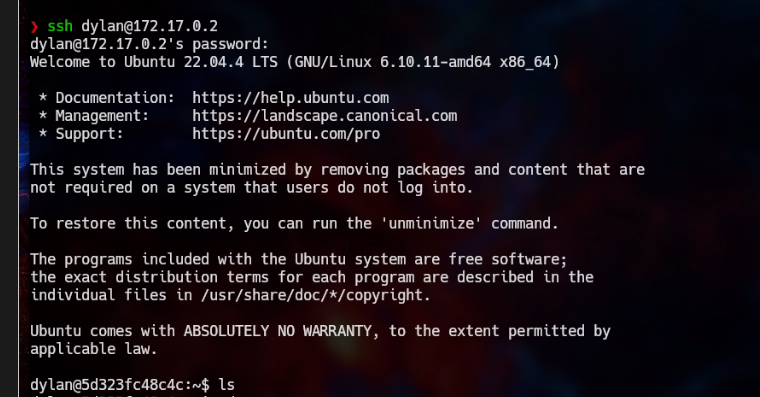 ❯ ssh dylan@172.17.0.2
dylan@172.17.0.2's password:
Welcome to Ubuntu 22.04.4 LTS (GNU/Linux 6.10.11-amd64 x86_64)
* Documentation:  https://help.ubuntu.com
* Management:     https://landscape.canonical.com
* Support:        https://ubuntu.com/pro
This system has been minimized by removing packages and content that are
not required on a system that users do not log into.
To restore this content, you can run the 'unminimize' command.
The programs included with the Ubuntu system are free software;
the exact distribution terms for each program are described in the
individual files in /usr/share/doc/*/copyright.
Ubuntu comes with ABSOLUTELY NO WARRANTY, to the extent permitted by
applicable law.
dylan@5d323fc48c4c:~$ ls